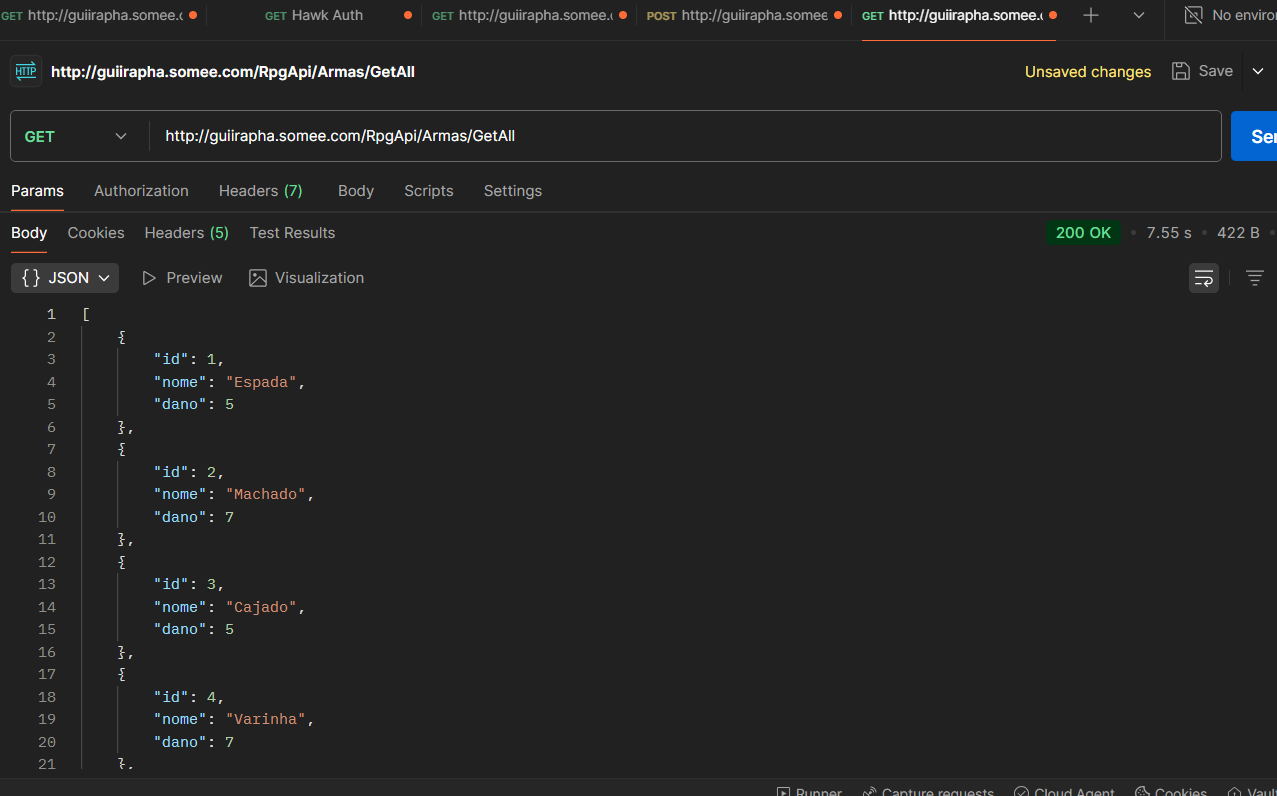 GET http://guiirapha.somee.c GET Hawk Auth GET http://guiirapha.somee. POST http://guiirapha.somee GET http://guiirapha.somee. No enviro
HTTP http://guiirapha.somee.com/RpgApi/Armas/GetAll Unsaved changes Save
GET http://guiirapha.somee.com/RpgApi/Armas/GetAll Se
Params Authorization Headers (7) Body Scripts Settings
Body Cookies Headers (5) Test Results 200 OK • 7.55 s • 422 B •
{} JSON Preview Visualization
1 [
2 {
3 "id": 1,
4 "nome": "Espada",
5 "dano": 5
6 },
7 {
8 "id": 2,
9 "nome": "Machado",
10 "dano": 7
11 },
12 {
13 "id": 3,
14 "nome": "Cajado",
15 "dano": 5
16 },
17 {
18 "id": 4,
19 "nome": "Varinha",
20 "dano": 7
21 },
Runner Capture requests Cloud Agent Cookies Vaul